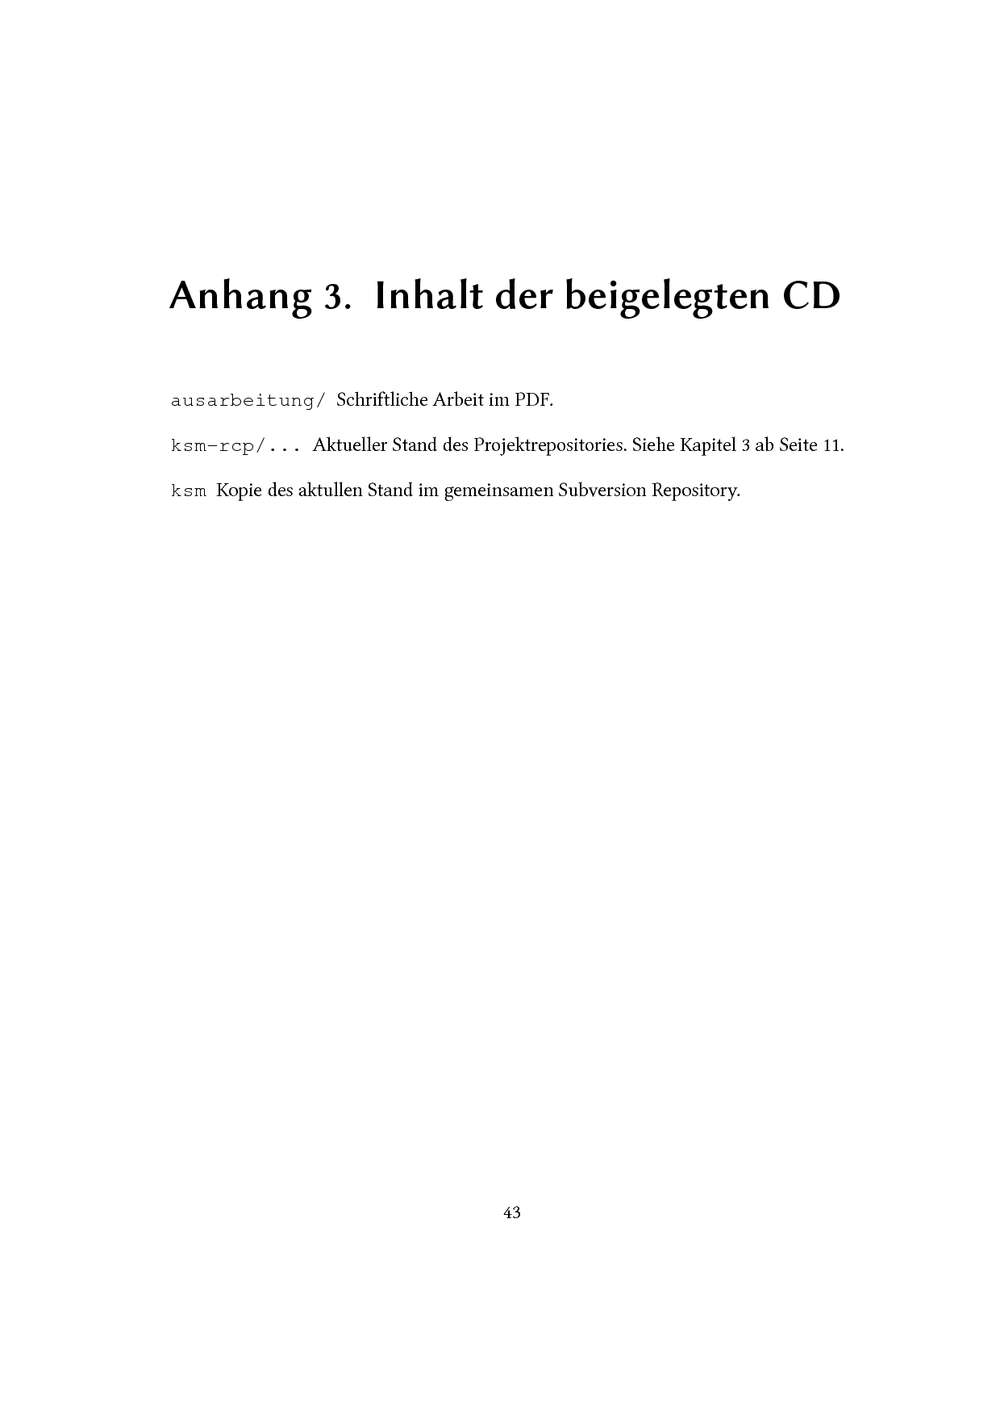 Anhang 3. Inhalt der beigelegten CD
ausarbeitung/ Schriftliche Arbeit im PDF.
ksm-rcp/... Aktueller Stand des Projektrepositories. Siehe Kapitel 3 ab Seite 11.
ksm Kopie des aktullen Stand im gemeinsamen Subversion Repository.
43